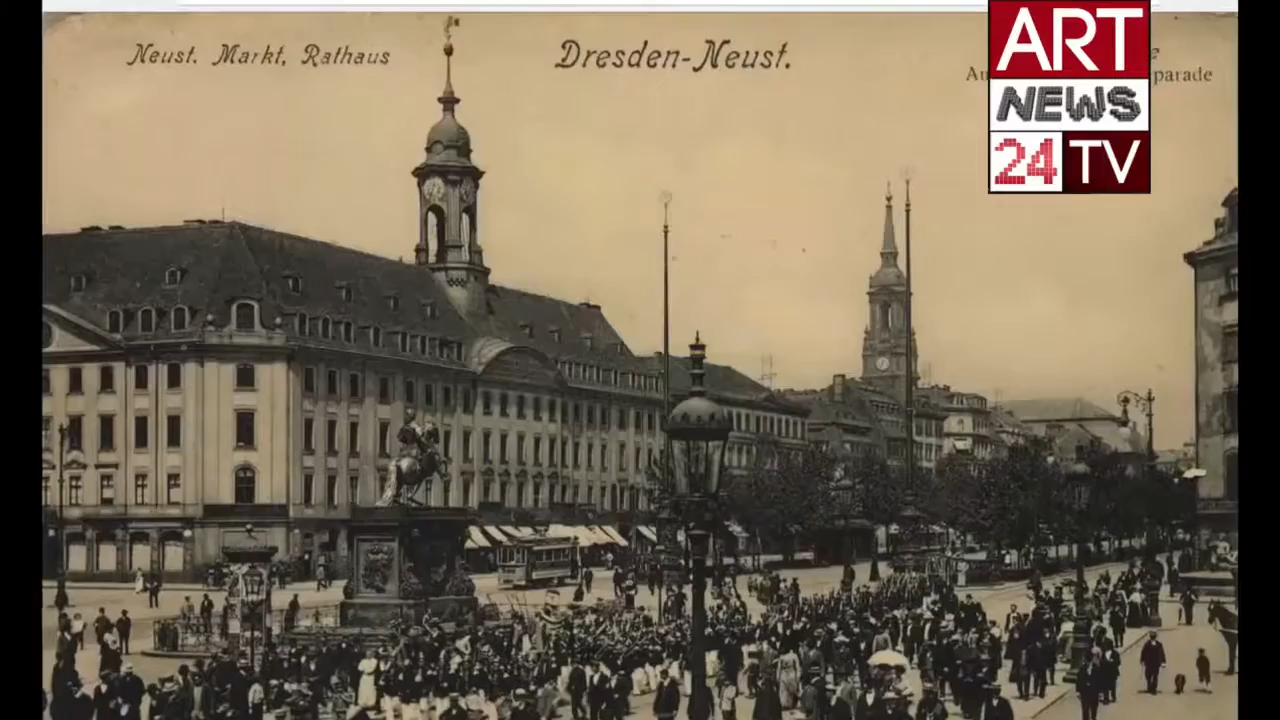 Neust. Markt, Rathaus
Dresden-Neust.
parade
ART
NEWS
24 TV